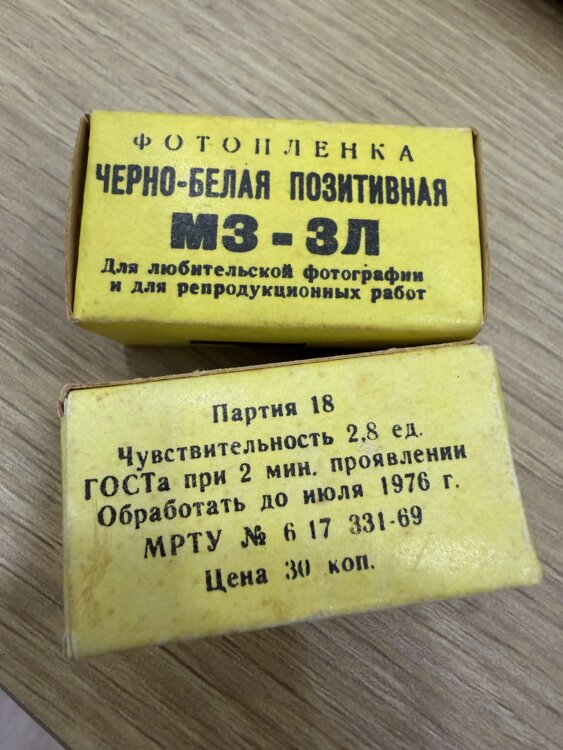 ФОТОПЛЕНКА
ЧЕРНО-БЕЛАЯ ПОЗИТИВНАЯ
МЗ-3Л
Для любительской фотографии
и для репродукционных работ
Партия 18
Чувствительность 2,8 ед.
ГОСТа при 2 мин. проявлении
Обработать до июля 1976 г.
МРТУ № 6 17 331-69
Цена 30 коп.